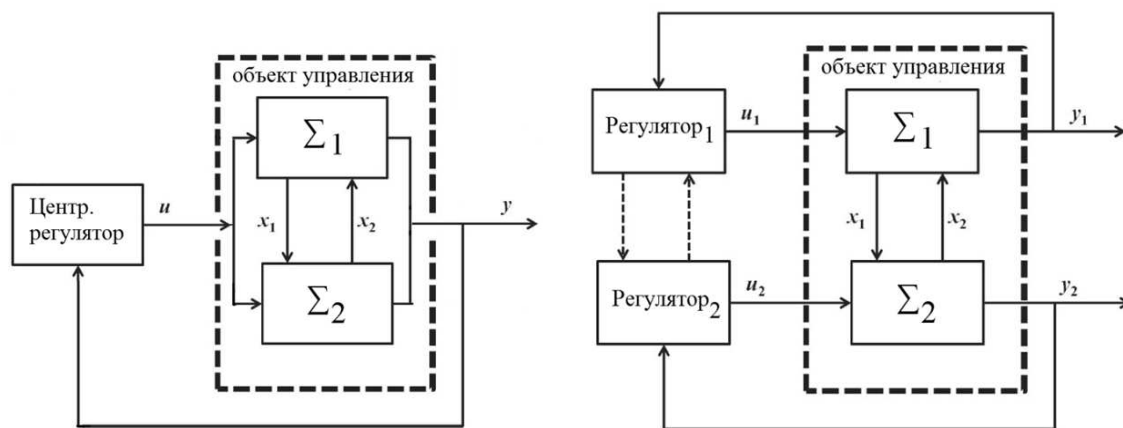 объект управления
Σ1
Центр.
регулятор
u
x1
x2
y
Σ2
объект управления
Регулятор1
u1
Σ1
y1
x1
x2
Регулятор2
u2
Σ2
y2